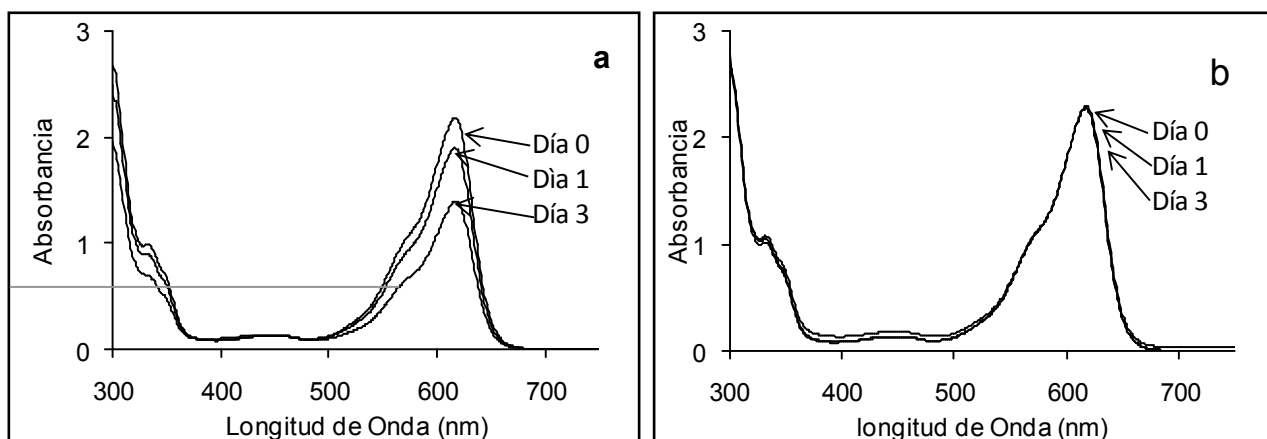 a
3
2
1
0
Absorbancia
Día 0
Dìa 1
Día 3
300 400 500 600 700
Longitud de Onda (nm)
b
3
2
1
0
Absorbancia
Día 0
Día 1
Día 3
300 400 500 600 700
longitud de Onda (nm)